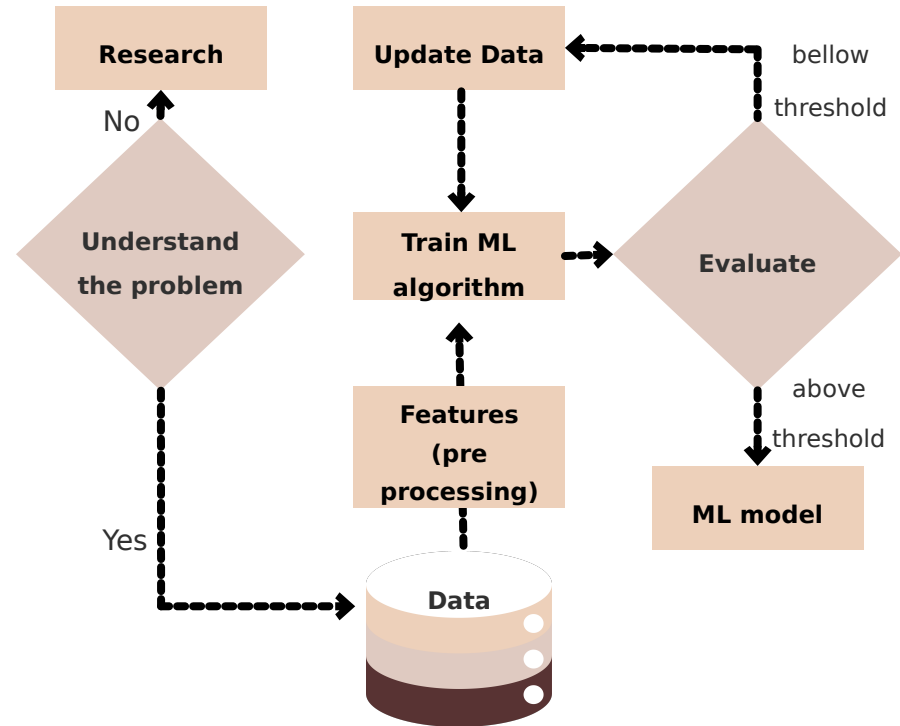 Research
No
Understand
the problem
Yes
Data
Features
(pre
processing)
Train ML
algorithm
Update Data
Evaluate
bellow
threshold
above
threshold
ML model